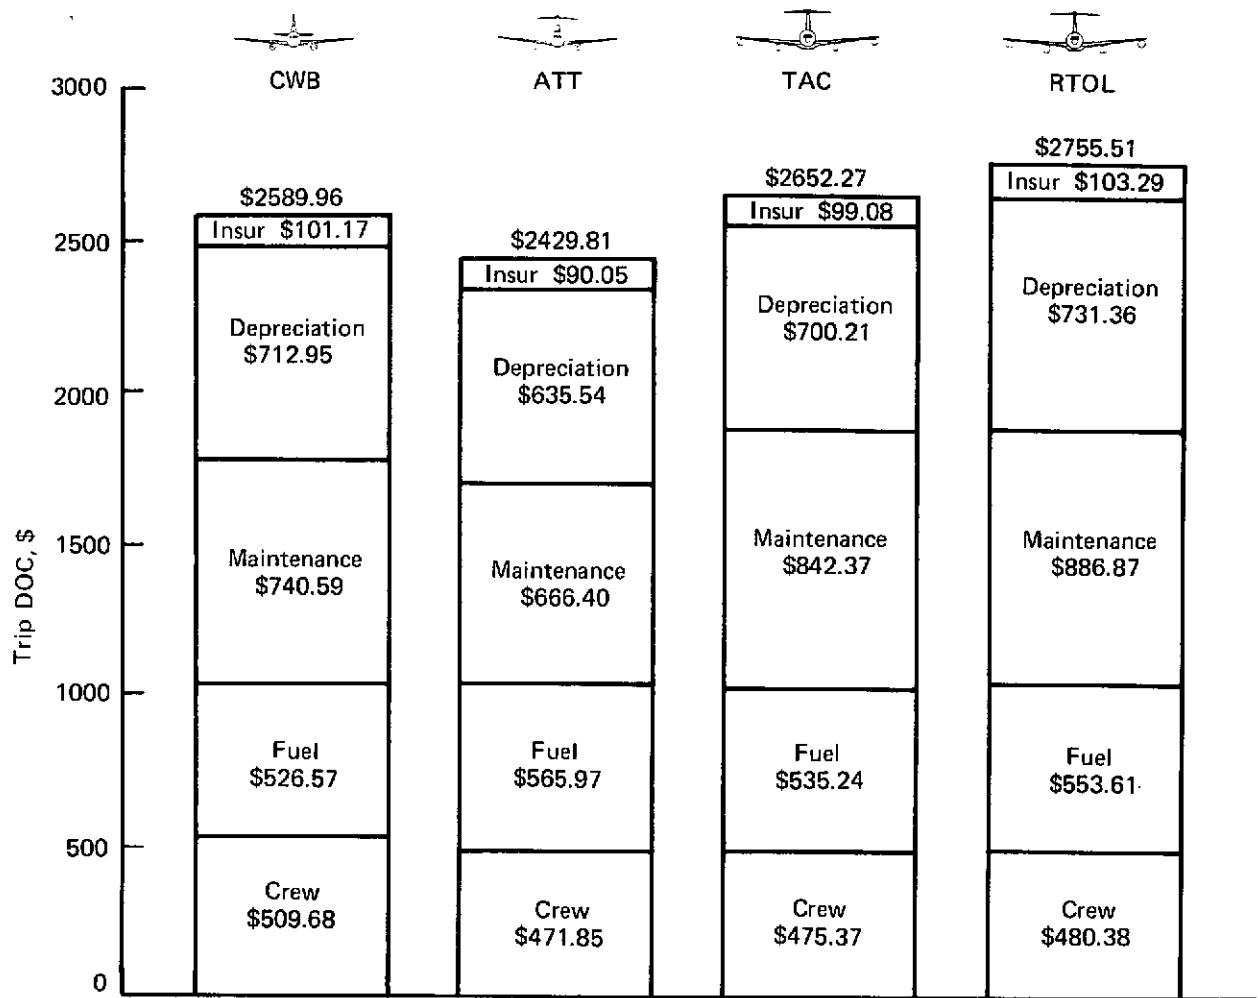 CWB
ATT
TAC
RTOL
Trip DOC, $
3000
2500
2000
1500
1000
500
0
$2589.96
Insur $101.17
Depreciation
$712.95
Maintenance
$740.59
Fuel
$526.57
Crew
$509.68
$2429.81
Insur $90.05
Depreciation
$635.54
Maintenance
$666.40
Fuel
$565.97
Crew
$471.85
$2652.27
Insur $99.08
Depreciation
$700.21
Maintenance
$842.37
Fuel
$535.24
Crew
$475.37
$2755.51
Insur $103.29
Depreciation
$731.36
Maintenance
$886.87
Fuel
$553.61
Crew
$480.38